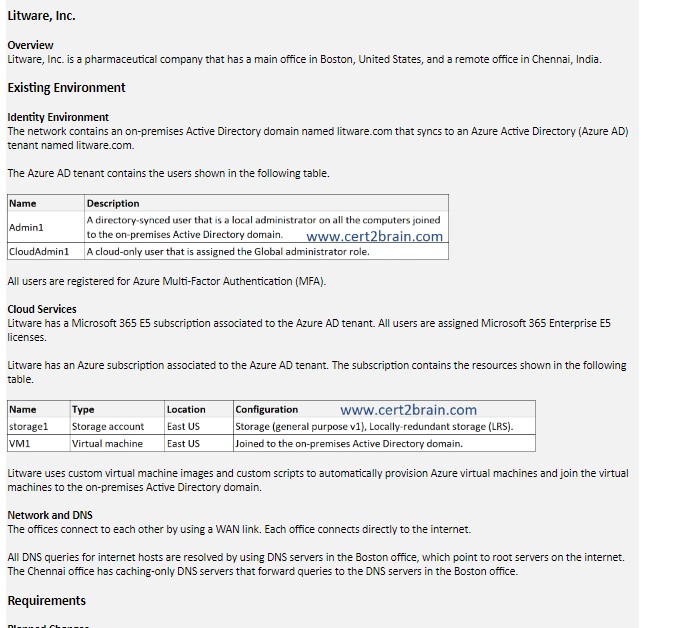 Litware, Inc.
Overview
Litware, Inc. is a pharmaceutical company that has a main office in Boston, United States, and a remote office in Chennai, India.
Existing Environment
Identity Environment
The network contains an on-premises Active Directory domain named litware.com that syncs to an Azure Active Directory (Azure AD)
tenant named litware.com.
The Azure AD tenant contains the users shown in the following table.
Name Description
Admin1 A directory-synced user that is a local administrator on all the computers joined
to the on-premises Active Directory domain. www.cert2brain.com
CloudAdmin1 A cloud-only user that is assigned the Global administrator role.
All users are registered for Azure Multi-Factor Authentication (MFA).
Cloud Services
Litware has a Microsoft 365 E5 subscription associated to the Azure AD tenant. All users are assigned Microsoft 365 Enterprise E5
licenses.
Litware has an Azure subscription associated to the Azure AD tenant. The subscription contains the resources shown in the following
table.
Name Type Location Configuration www.cert2brain.com
storage1 Storage account East US Storage (general purpose v1), Locally-redundant storage (LRS).
VM1 Virtual machine East US Joined to the on-premises Active Directory domain.
Litware uses custom virtual machine images and custom scripts to automatically provision Azure virtual machines and join the virtual
machines to the on-premises Active Directory domain.
Network and DNS
The offices connect to each other by using a WAN link. Each office connects directly to the internet.
All DNS queries for internet hosts are resolved by using DNS servers in the Boston office, which point to root servers on the internet.
The Chennai office has caching-only DNS servers that forward queries to the DNS servers in the Boston office.
Requirements
Planned Changes